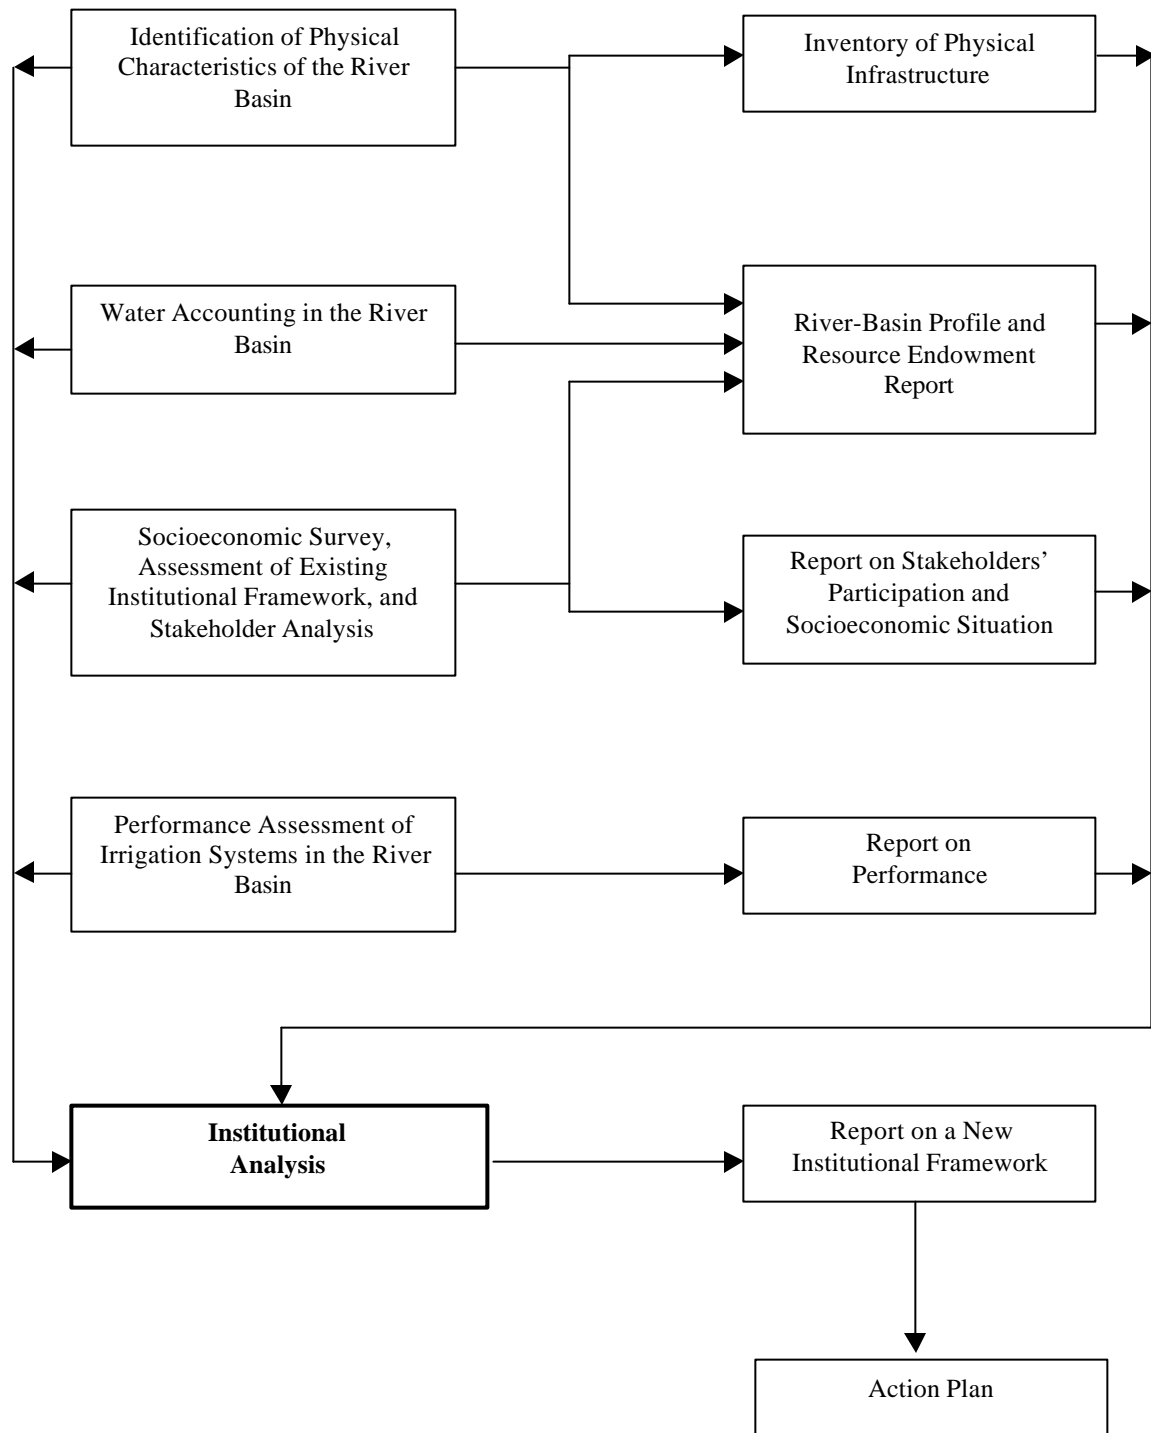 Identification of Physical
Characteristics of the River
Basin
Inventory of Physical
Infrastructure
Water Accounting in the River
Basin
River-Basin Profile and
Resource Endowment
Report
Socioeconomic Survey,
Assessment of Existing
Institutional Framework, and
Stakeholder Analysis
Report on Stakeholders’
Participation and
Socioeconomic Situation
Performance Assessment of
Irrigation Systems in the River
Basin
Report on
Performance
Institutional
Analysis
Report on a New
Institutional Framework
Action Plan